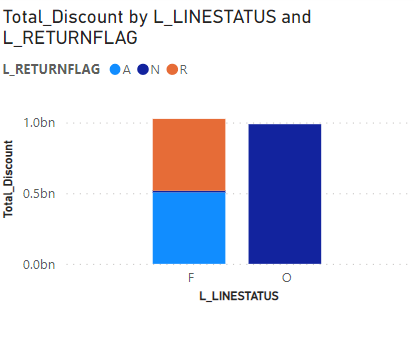 Total_Discount by L_LINESTATUS and
L_RETURNFLAG
L_RETURNFLAG A N R
1.0bn
0.5bn
0.0bn
Total_Discount
F O
L_LINESTATUS